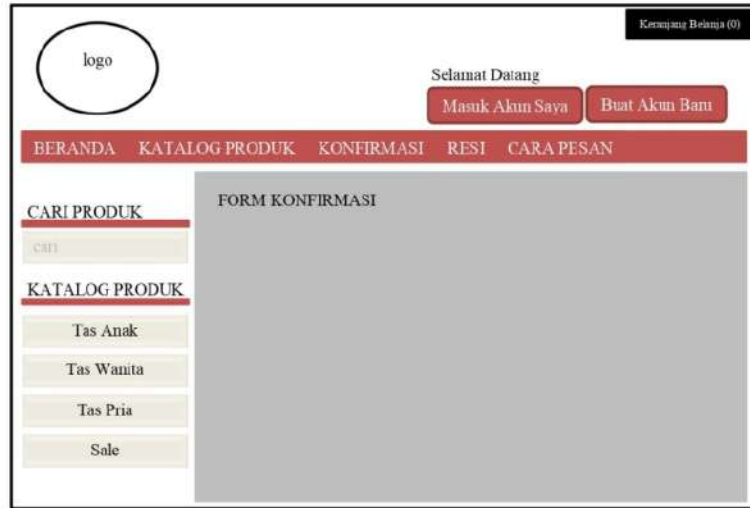 Keranjang Belanja (0)
logo
Selamat Datang
Masuk Akun Saya
Buat Akun Baru
BERANDA KATALOG PRODUK KONFIRMASI RESI CARA PESAN
CARI PRODUK
cari
KATALOG PRODUK
Tas Anak
Tas Wanita
Tas Pria
Sale
FORM KONFIRMASI